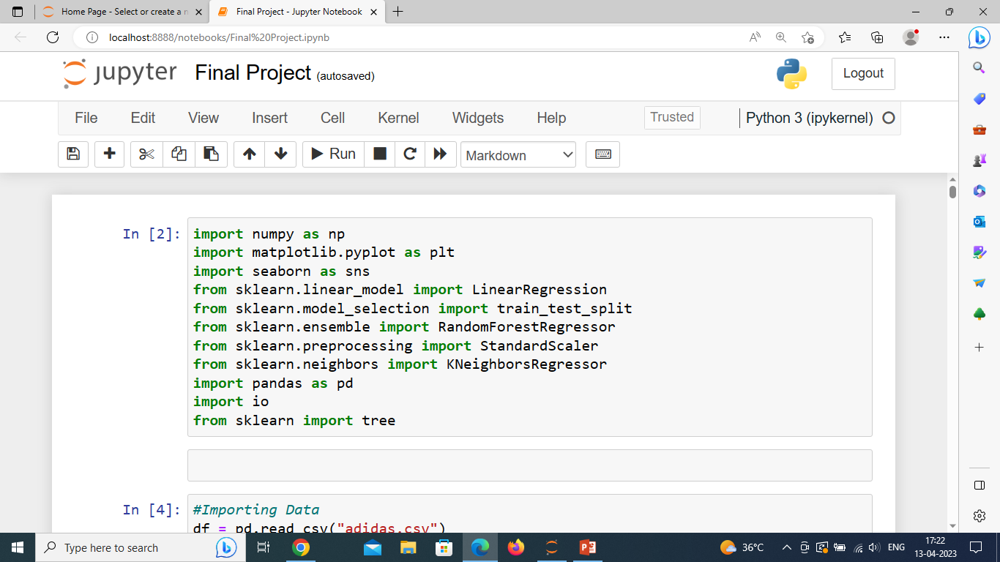 Home Page - Select or create a n
Final Project - Jupyter Notebook
localhost:8888/notebooks/Final%20Project.ipynb
jupyter Final Project (autosaved)
Logout
File Edit View Insert Cell Kernel Widgets Help
Trusted
Python 3 (ipykernel)
Run
Markdown
In [2]:
import numpy as np
import matplotlib.pyplot as plt
import seaborn as sns
from sklearn.linear_model import LinearRegression
from sklearn.model_selection import train_test_split
from sklearn.ensemble import RandomForestRegressor
from sklearn.preprocessing import StandardScaler
from sklearn.neighbors import KNeighborsRegressor
import pandas as pd
import io
from sklearn import tree
In [4]:
#Importing Data
df = pd.read_csv("adidas.csv")
Type here to search
36°C
ENG
17:22
13-04-2023